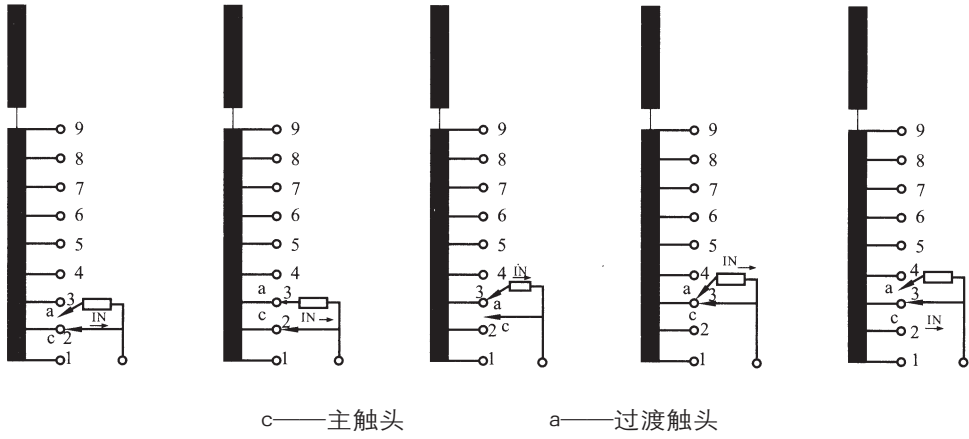 9 9 9 9 9
8 8 8 8 8
7 7 7 7 7
6 6 6 6 6
5 5 5 5 5
4 4 4 IN 4 IN 4
a 3 IN a 3 IN 3 a a 3 a 3
c 2 c 2 IN 2 c c 2 c 2 IN
1 1 1 1 1
c——主触头 a——过渡触头